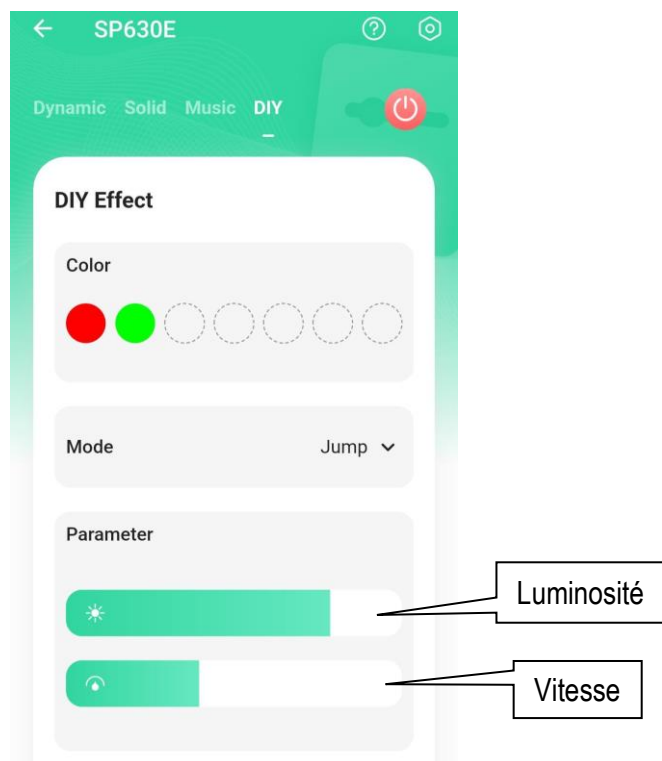 SP630E
Dynamic Solid Music DIY
DIY Effect
Color
Mode Jump
Parameter
Luminosité
Vitesse